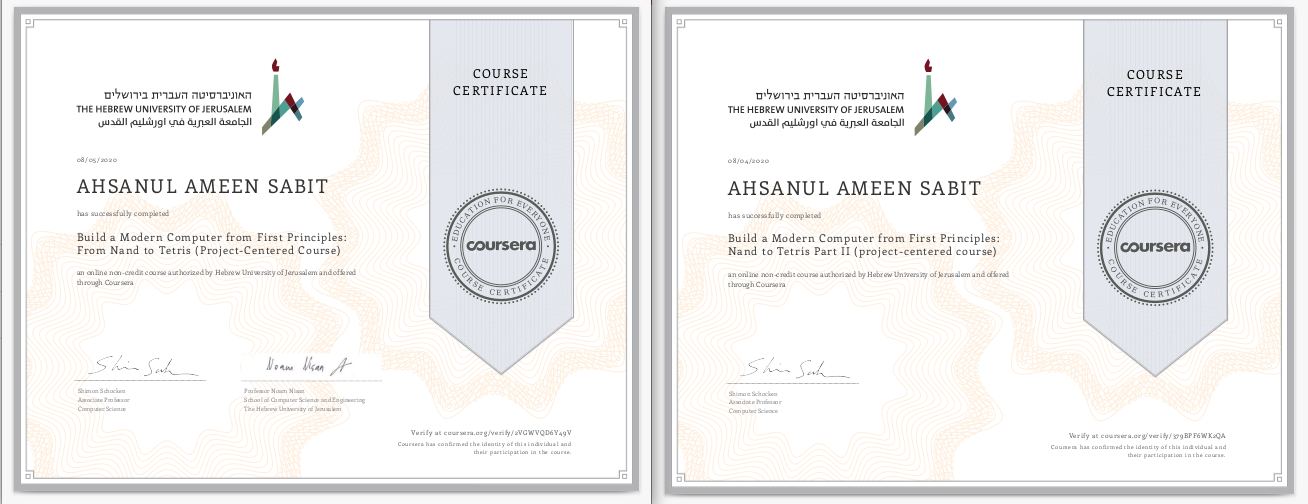 האוניברסיטה העברית בירושלים
THE HEBREW UNIVERSITY OF JERUSALEM
الجامعة العبرية في اورشليم القدس
08/05/2020
AHSANUL AMEEN SABIT
has successfully completed
Build a Modern Computer from First Principles:
From Nand to Tetris (Project-Centered Course)
an online non-credit course authorized by Hebrew University of Jerusalem and offered
through Coursera
Shimon Schocken
Associate Professor
Computer Science
Professor Noam Nisan
School of Computer Science and Engineering
The Hebrew University of Jerusalem
COURSE
CERTIFICATE
EDUCATION FOR EVERYONE
coursera
COURSE CERTIFICATE
Verify at coursera.org/verify/2VGWVQD6Y49V
Coursera has confirmed the identity of this individual and
their participation in the course.
האוניברסיטה העברית בירושלים
THE HEBREW UNIVERSITY OF JERUSALEM
الجامعة العبرية في اورشليم القدس
08/04/2020
AHSANUL AMEEN SABIT
has successfully completed
Build a Modern Computer from First Principles:
Nand to Tetris Part II (project-centered course)
an online non-credit course authorized by Hebrew University of Jerusalem and offered
through Coursera
Shimon Schocken
Associate Professor
Computer Science
COURSE
CERTIFICATE
EDUCATION FOR EVERYONE
coursera
COURSE CERTIFICATE
Verify at coursera.org/verify/379BPF6WK2QA
Coursera has confirmed the identity of this individual and
their participation in the course.